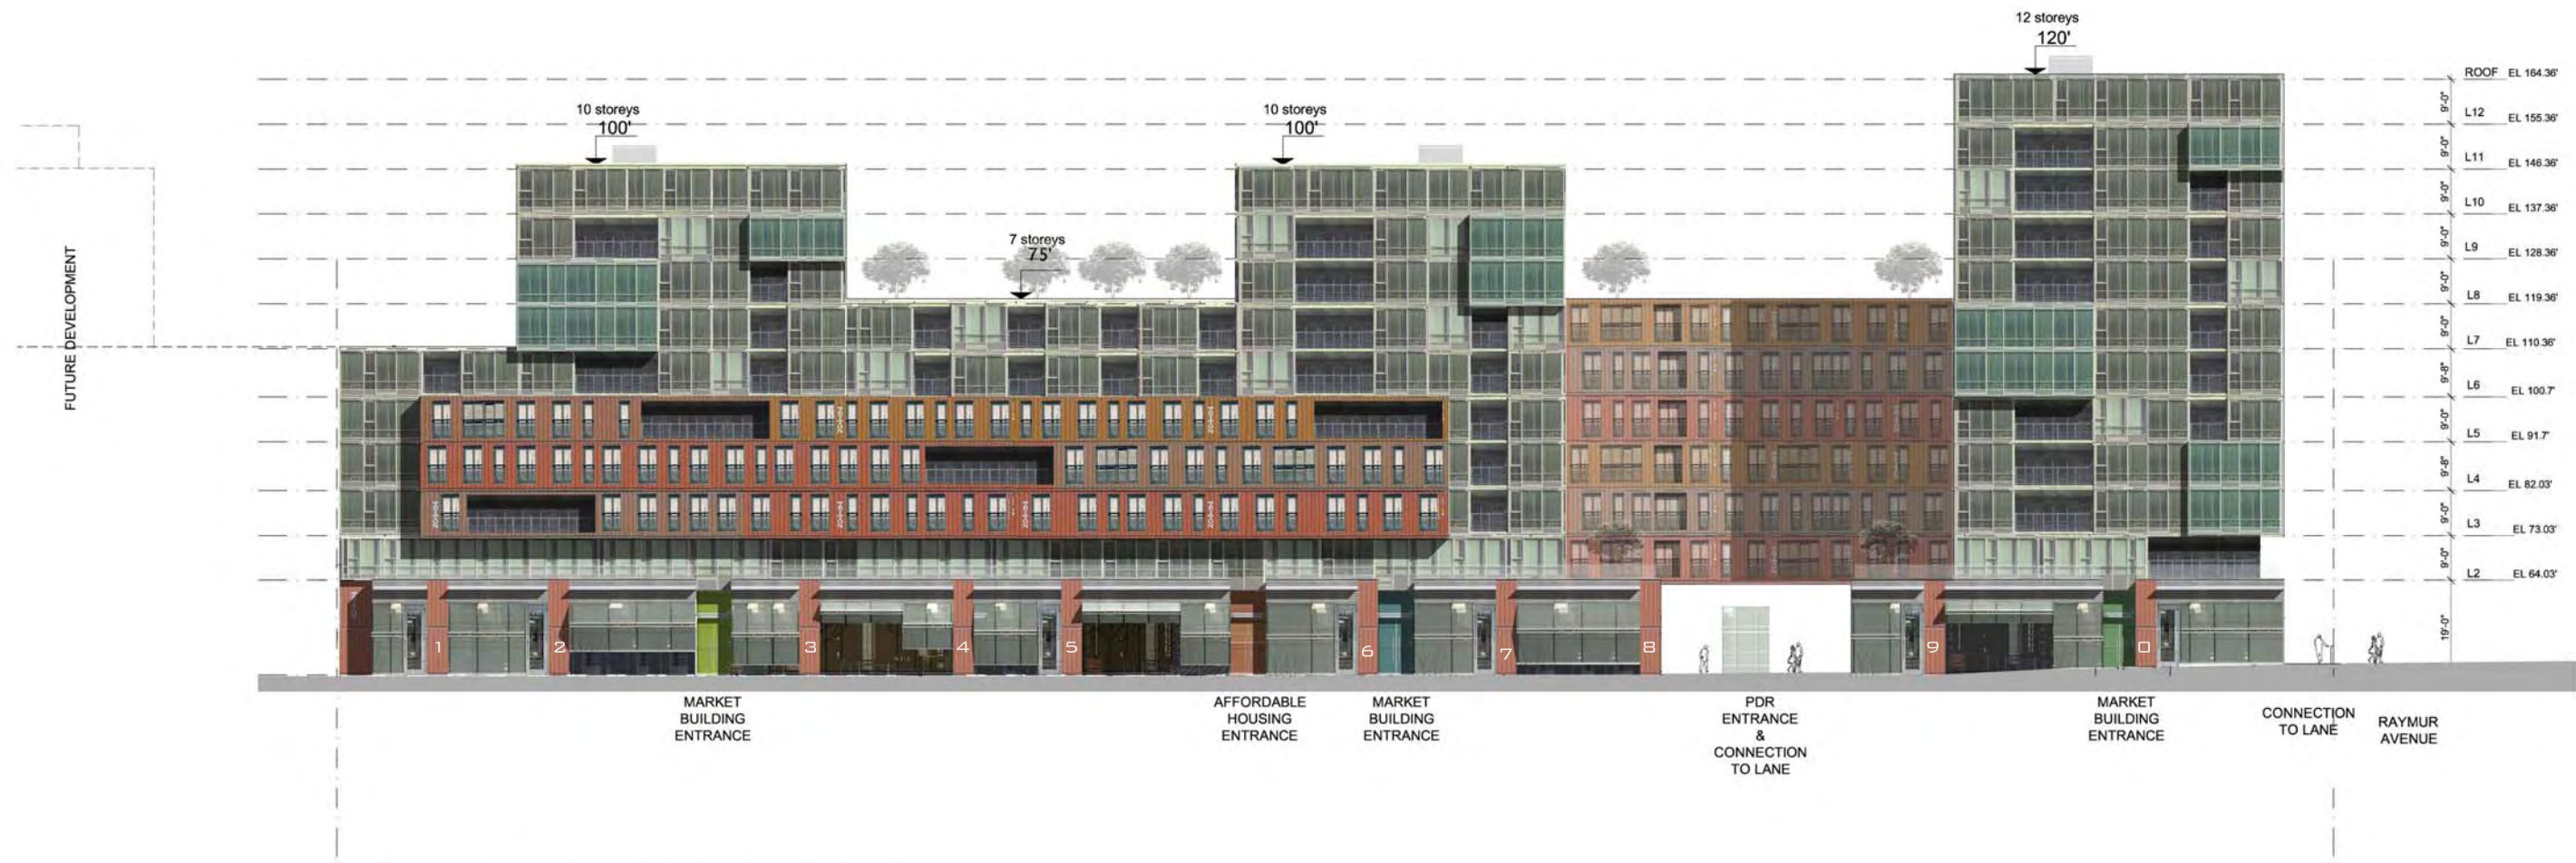 12 storeys
120'
10 storeys
100'
10 storeys
100'
7 storeys
75'
FUTURE DEVELOPMENT
ROOF EL 164.36'
9'-0"
L12 EL 155.36'
9'-0"
L11 EL 146.36'
9'-0"
L10 EL 137.36'
9'-0"
L9 EL 128.36'
9'-0"
L8 EL 119.36'
9'-0"
L7 EL 110.36'
9'-8"
L6 EL 100.7'
9'-0"
L5 EL 91.7'
9'-8"
L4 EL 82.03'
9'-0"
L3 EL 73.03'
9'-0"
L2 EL 64.03'
19'-0"
1
2
3
4
5
6
7
8
9
0
MARKET
BUILDING
ENTRANCE
AFFORDABLE
HOUSING
ENTRANCE
MARKET
BUILDING
ENTRANCE
PDR
ENTRANCE
&
CONNECTION
TO LANE
MARKET
BUILDING
ENTRANCE
CONNECTION
TO LANE
RAYMUR
AVENUE